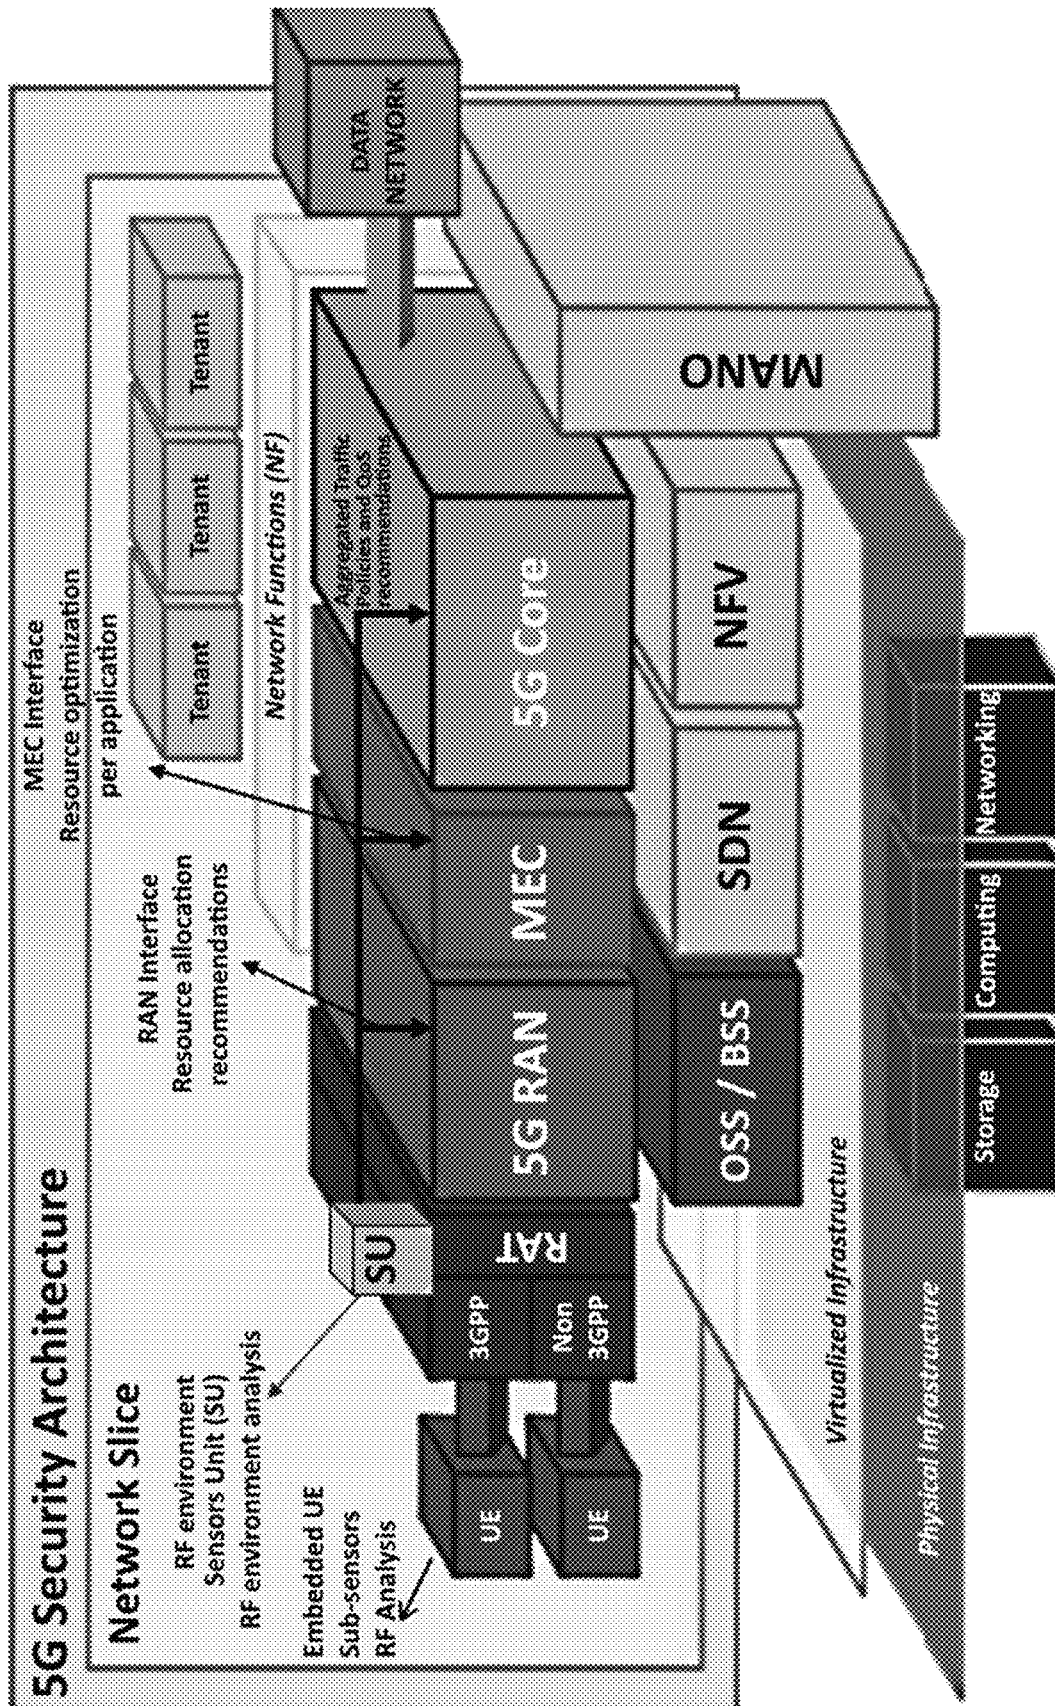 5G Security Architecture
Network Slice
MEC Interface
Resource optimization
per application
RAN Interface
Resource allocation
recommendations
RF environment
Sensors Unit (SU)
RF environment analysis
Embedded UE
Sub-sensors
RF Analysis
Tenant
Tenant
Tenant
Network Functions (NF)
Aggregated Traffic
Policies and QoS
recommendations
DATA
NETWORK
SU
UE
UE
3GPP
Non
3GPP
RAT
5G RAN
MEC
5G Core
OSS / BSS
SDN
NFV
MANO
Virtualized Infrastructure
Physical Infrastructure
Storage
Computing
Networking